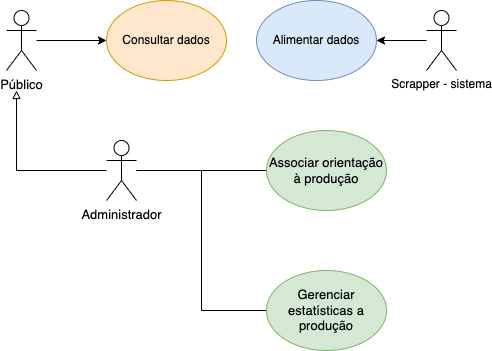 Consultar dados
Alimentar dados
Público
Scrapper - sistema
Associar orientação
à produção
Administrador
Gerenciar
estatísticas a
produção